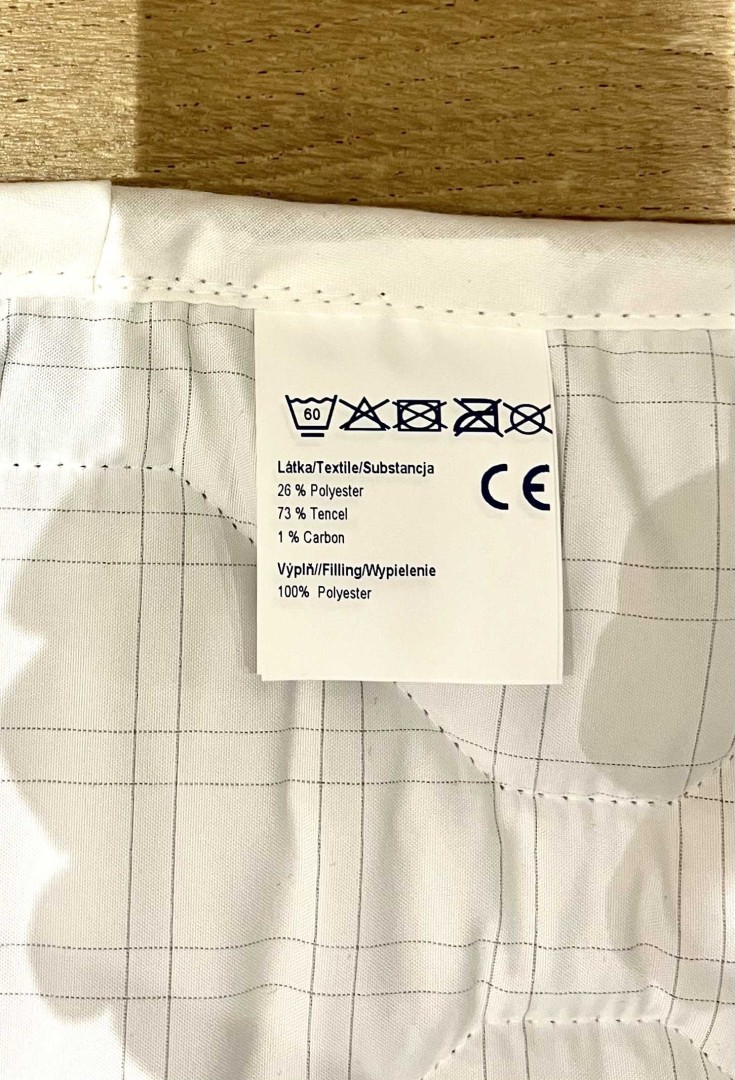 60
Látka/Textile/Substancja
26 % Polyester
73 % Tencel
1 % Carbon
CE
Výplň//Filling/Wypielenie
100% Polyester